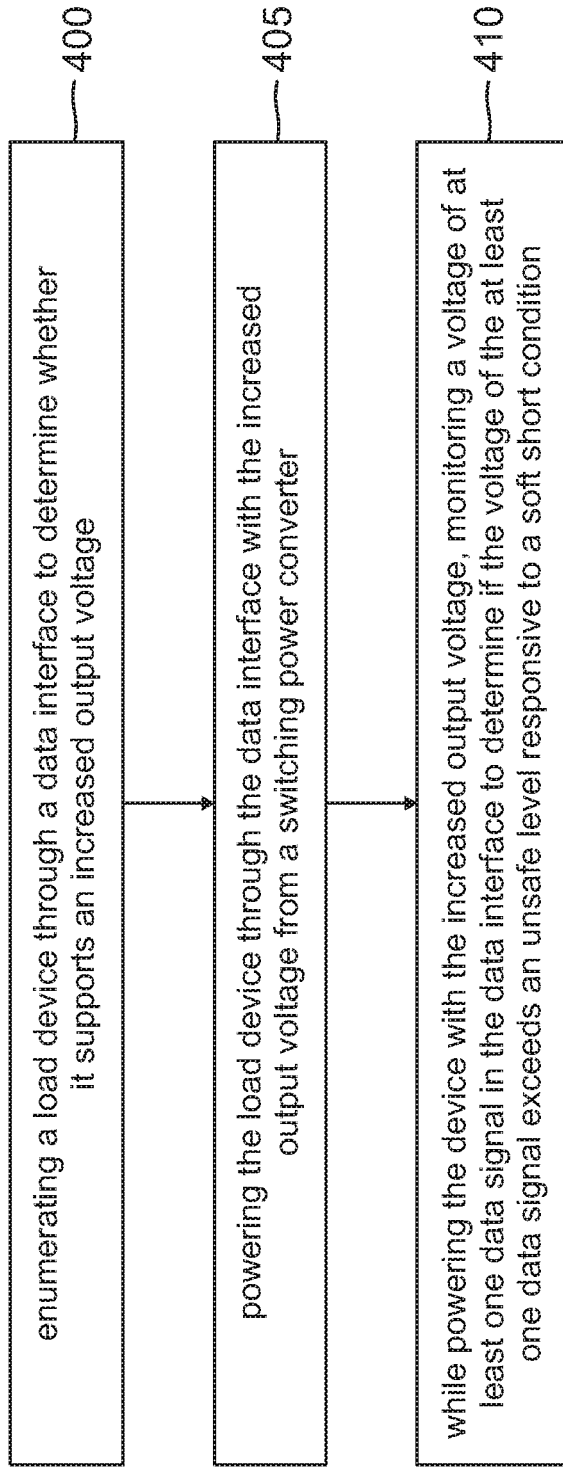 enumerating a load device through a data interface to determine whether
it supports an increased output voltage
400
powering the load device through the data interface with the increased
output voltage from a switching power converter
405
while powering the device with the increased output voltage, monitoring a voltage of at
least one data signal in the data interface to determine if the voltage of the at least
one data signal exceeds an unsafe level responsive to a soft short condition
410